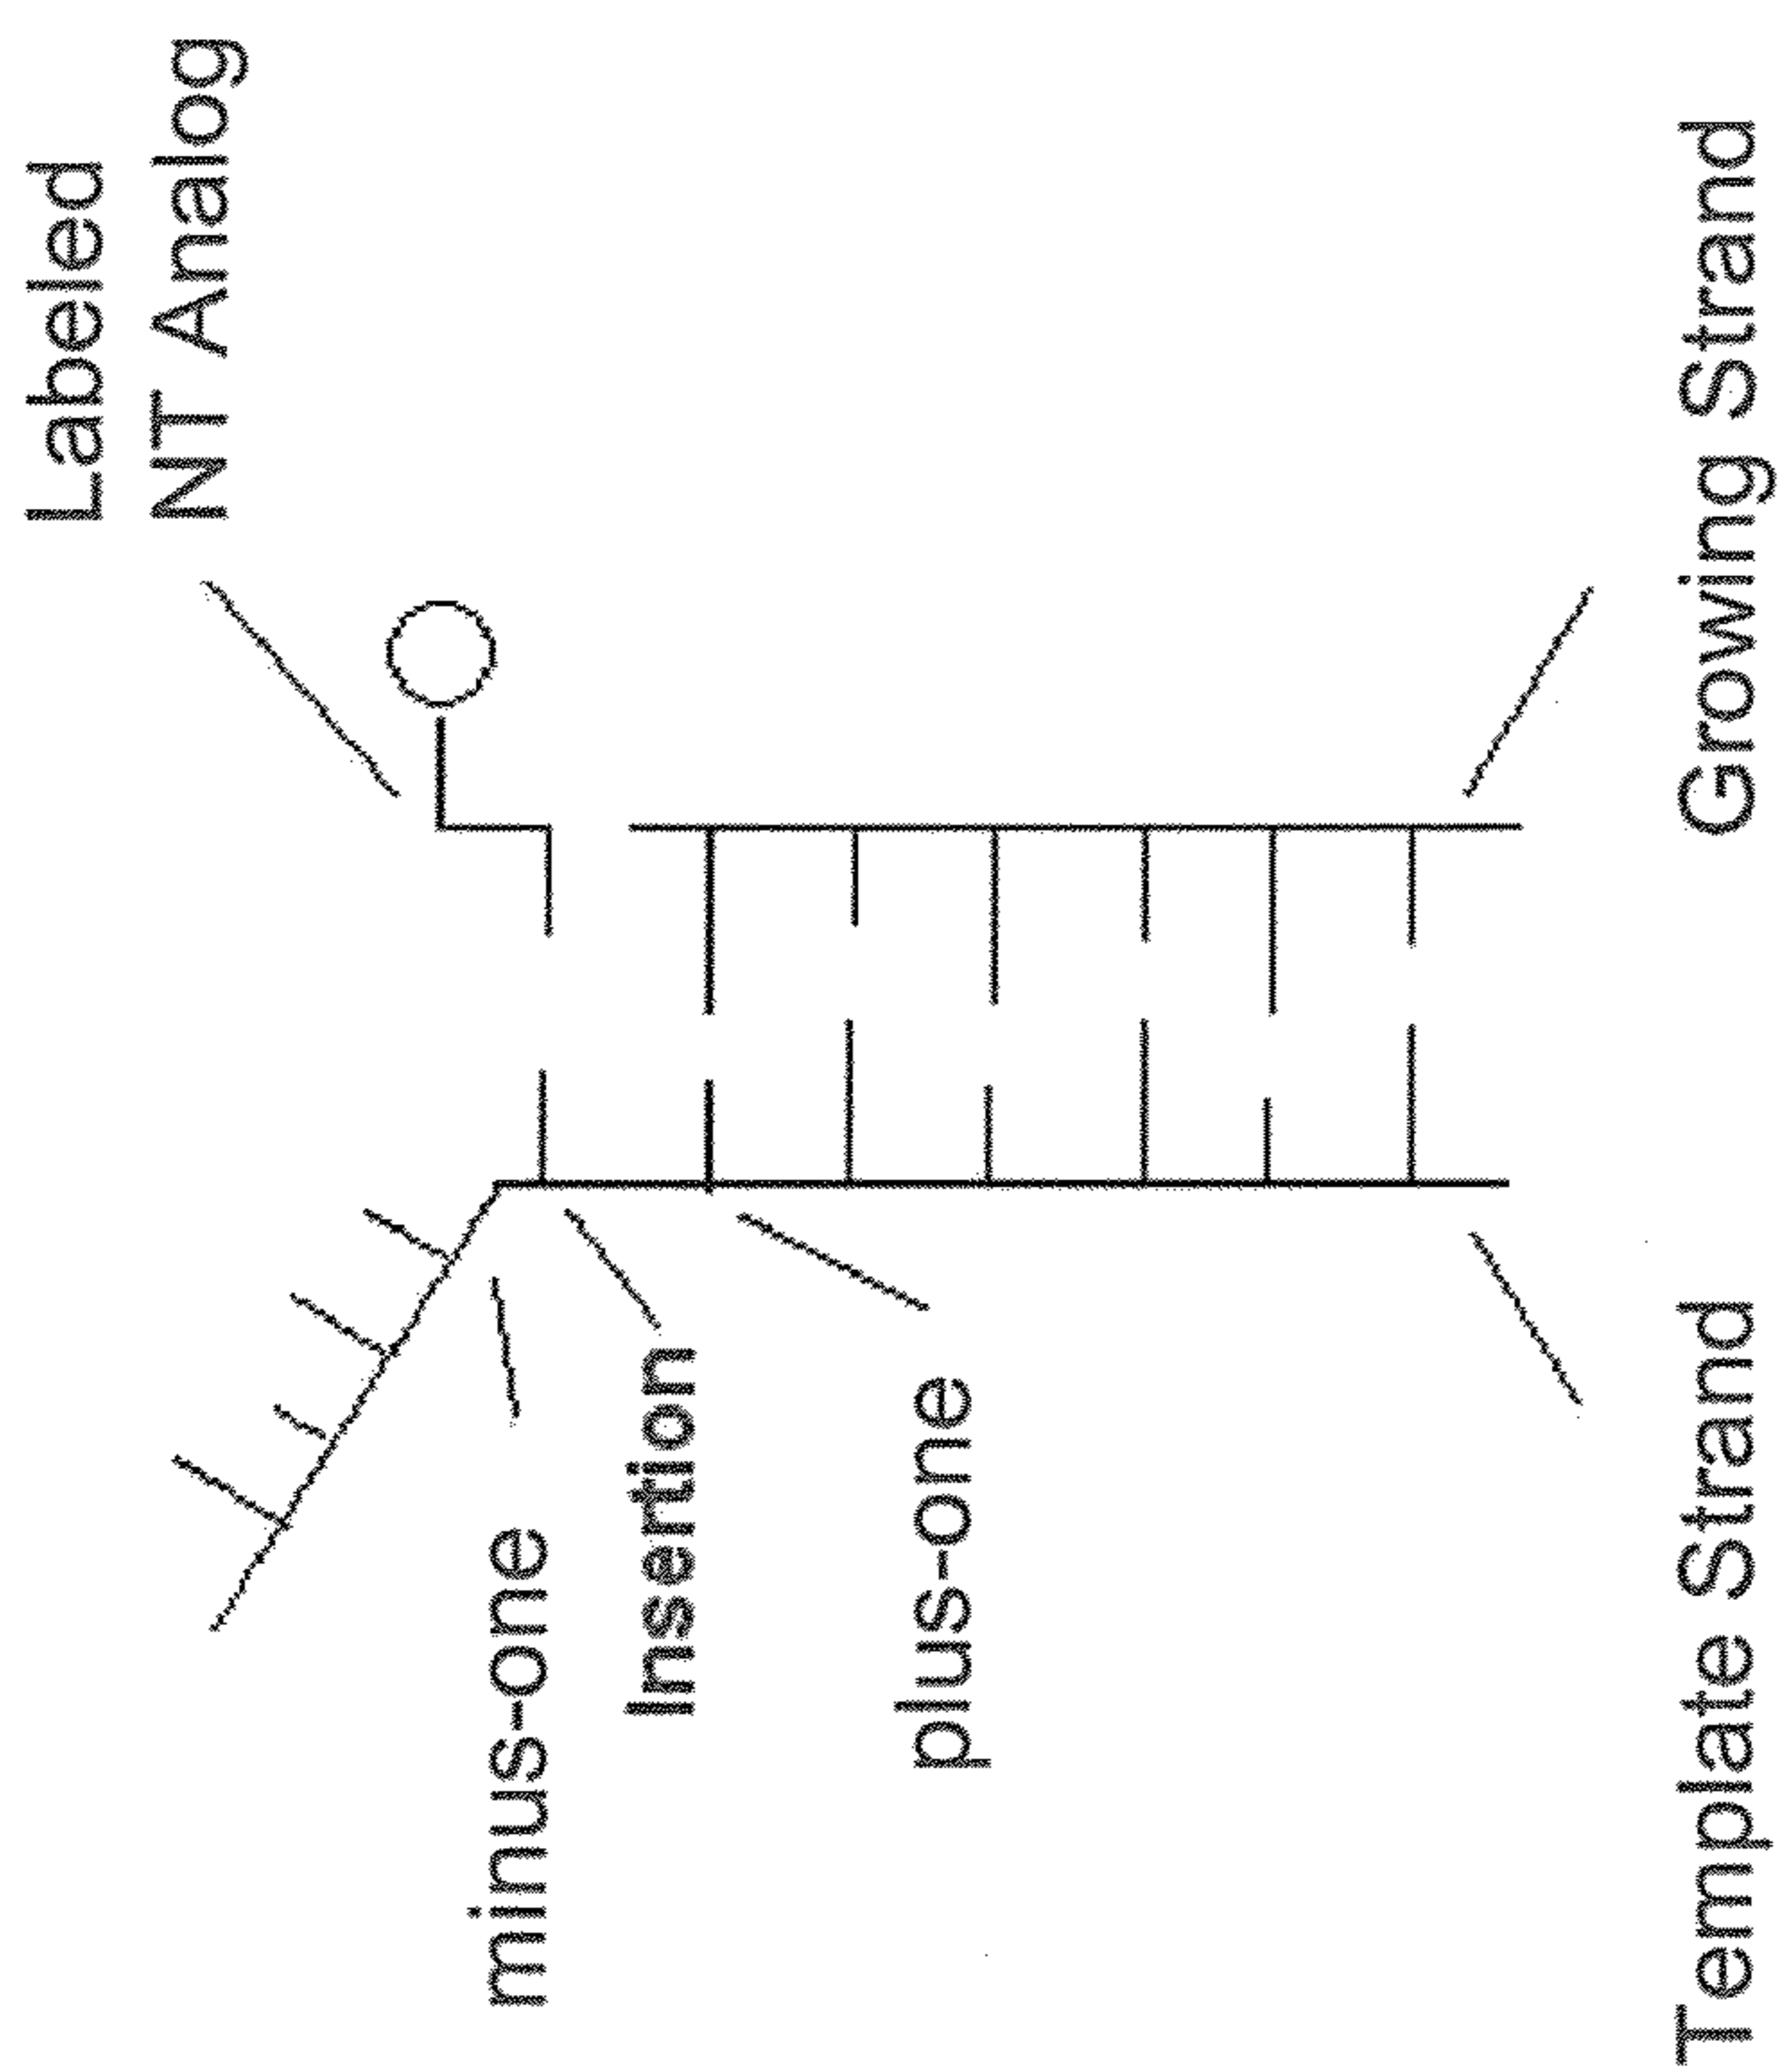 Labeled
NT Analog
minus-one
Insertion
plus-one
Template Strand
Growing Strand